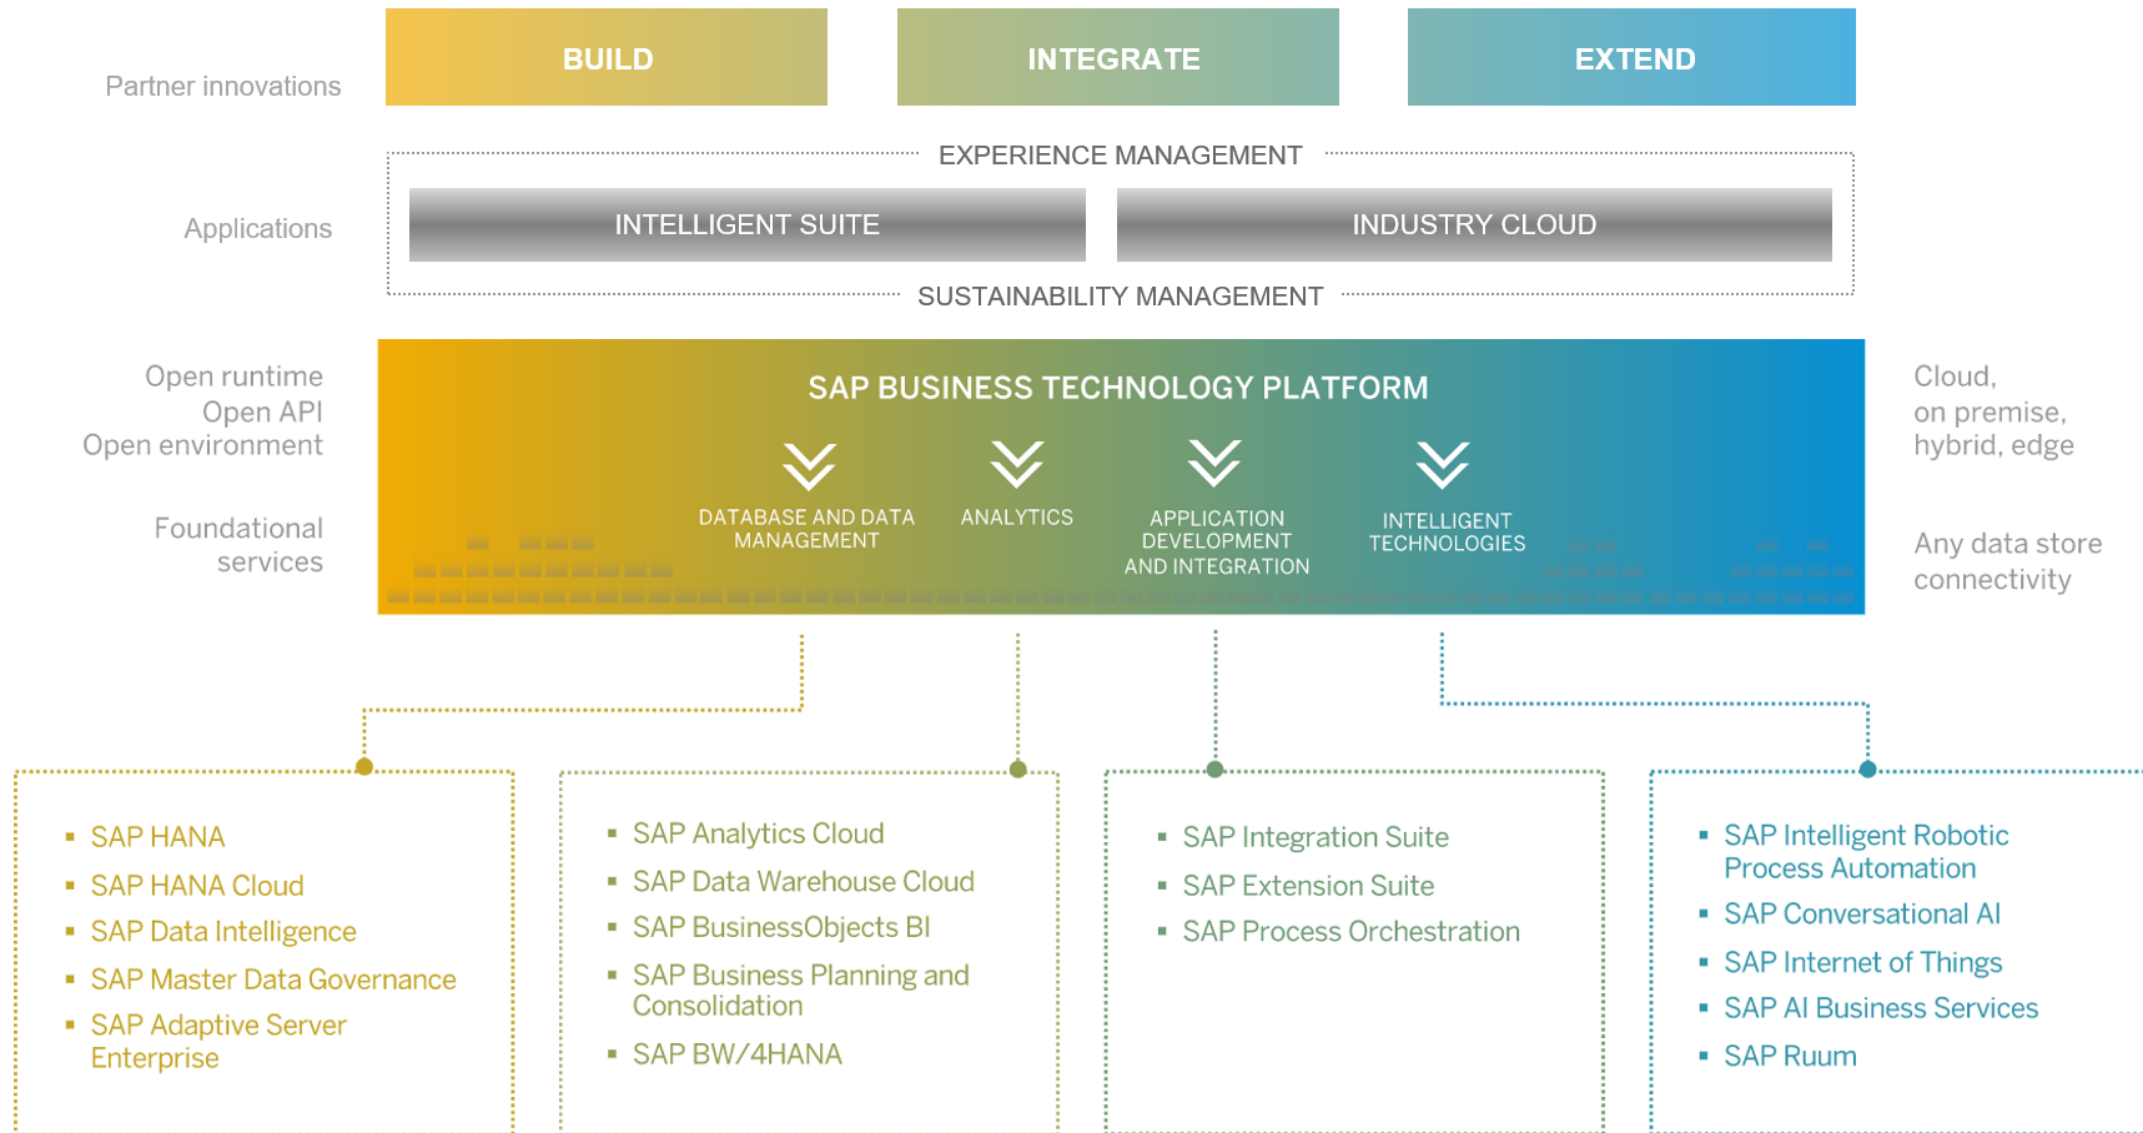 Partner innovations
BUILD
INTEGRATE
EXTEND
EXPERIENCE MANAGEMENT
Applications
INTELLIGENT SUITE
INDUSTRY CLOUD
SUSTAINABILITY MANAGEMENT
Open runtime
Open API
Open environment
Foundational
services
SAP BUSINESS TECHNOLOGY PLATFORM
DATABASE AND DATA
MANAGEMENT
ANALYTICS
APPLICATION
DEVELOPMENT
AND INTEGRATION
INTELLIGENT
TECHNOLOGIES
Cloud,
on premise,
hybrid, edge
Any data store
connectivity
▪ SAP HANA
▪ SAP HANA Cloud
▪ SAP Data Intelligence
▪ SAP Master Data Governance
▪ SAP Adaptive Server
Enterprise
▪ SAP Analytics Cloud
▪ SAP Data Warehouse Cloud
▪ SAP BusinessObjects BI
▪ SAP Business Planning and
Consolidation
▪ SAP BW/4HANA
▪ SAP Integration Suite
▪ SAP Extension Suite
▪ SAP Process Orchestration
▪ SAP Intelligent Robotic
Process Automation
▪ SAP Conversational AI
▪ SAP Internet of Things
▪ SAP AI Business Services
▪ SAP Ruum